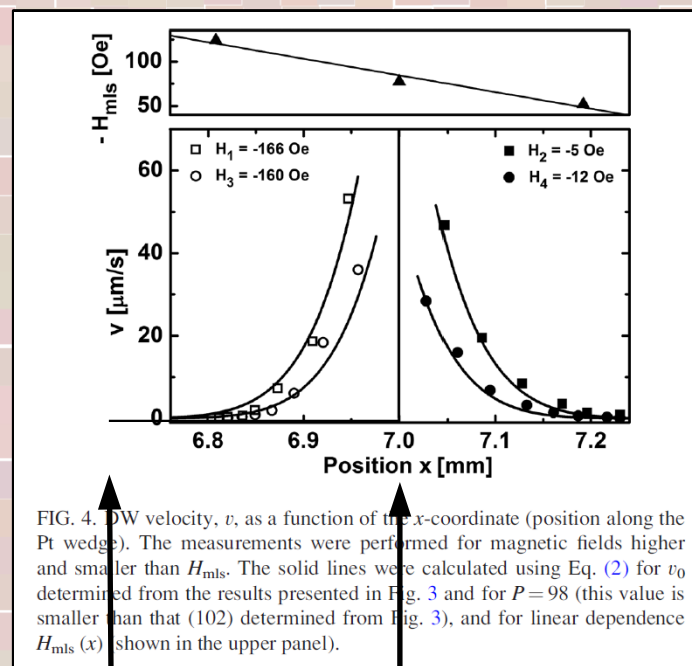 - H_mls [Oe]
100
50
H_1 = -166 Oe
H_3 = -160 Oe
H_2 = -5 Oe
H_4 = -12 Oe
v [μm/s]
60
40
20
0
6.8 6.9 7.0 7.1 7.2
Position x [mm]
FIG. 4. DW velocity, v, as a function of the x-coordinate (position along the
Pt wedge). The measurements were performed for magnetic fields higher
and smaller than H_mls. The solid lines were calculated using Eq. (2) for v_0
determined from the results presented in Fig. 3 and for P = 98 (this value is
smaller than that (102) determined from Fig. 3), and for linear dependence
H_mls (x) (shown in the upper panel).